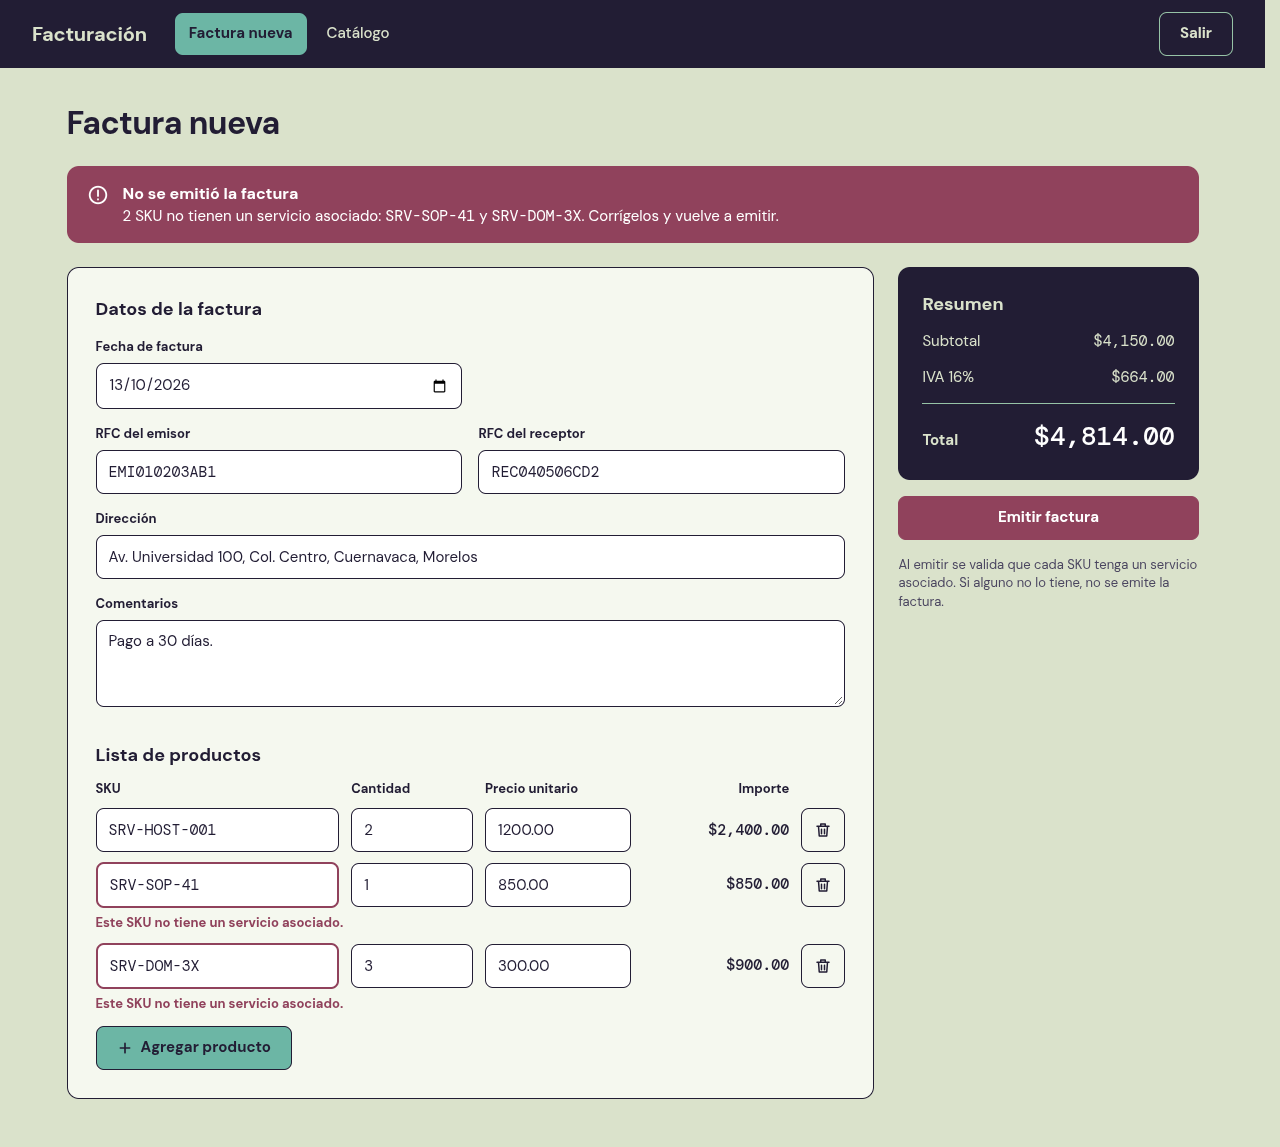 Facturación
Factura nueva
Catálogo
Salir
Factura nueva
No se emitió la factura
2 SKU no tienen un servicio asociado: SRV-SOP-41 y SRV-DOM-3X. Corrígelos y vuelve a emitir.
Datos de la factura
Fecha de factura
13/10/2026
RFC del emisor
RFC del receptor
EMI010203AB1
REC040506CD2
Dirección
Av. Universidad 100, Col. Centro, Cuernavaca, Morelos
Comentarios
Pago a 30 días.
Lista de productos
SKU
Cantidad
Precio unitario
Importe
SRV-HOST-001
2
1200.00
$2,400.00
SRV-SOP-41
1
850.00
$850.00
Este SKU no tiene un servicio asociado.
SRV-DOM-3X
3
300.00
$900.00
Este SKU no tiene un servicio asociado.
Agregar producto
Resumen
Subtotal
$4,150.00
IVA 16%
$664.00
Total
$4,814.00
Emitir factura
Al emitir se valida que cada SKU tenga un servicio
asociado. Si alguno no lo tiene, no se emite la
factura.